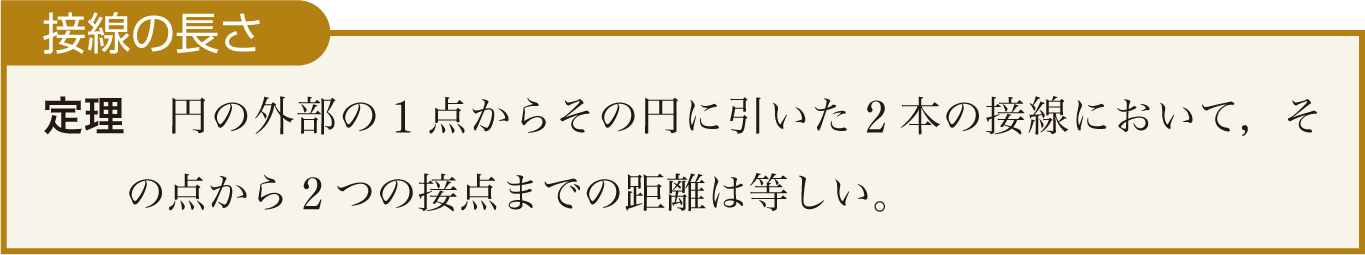 接線の長さ
定理　円の外部の1点からその円に引いた2本の接線において，そ
の点から2つの接点までの距離は等しい。